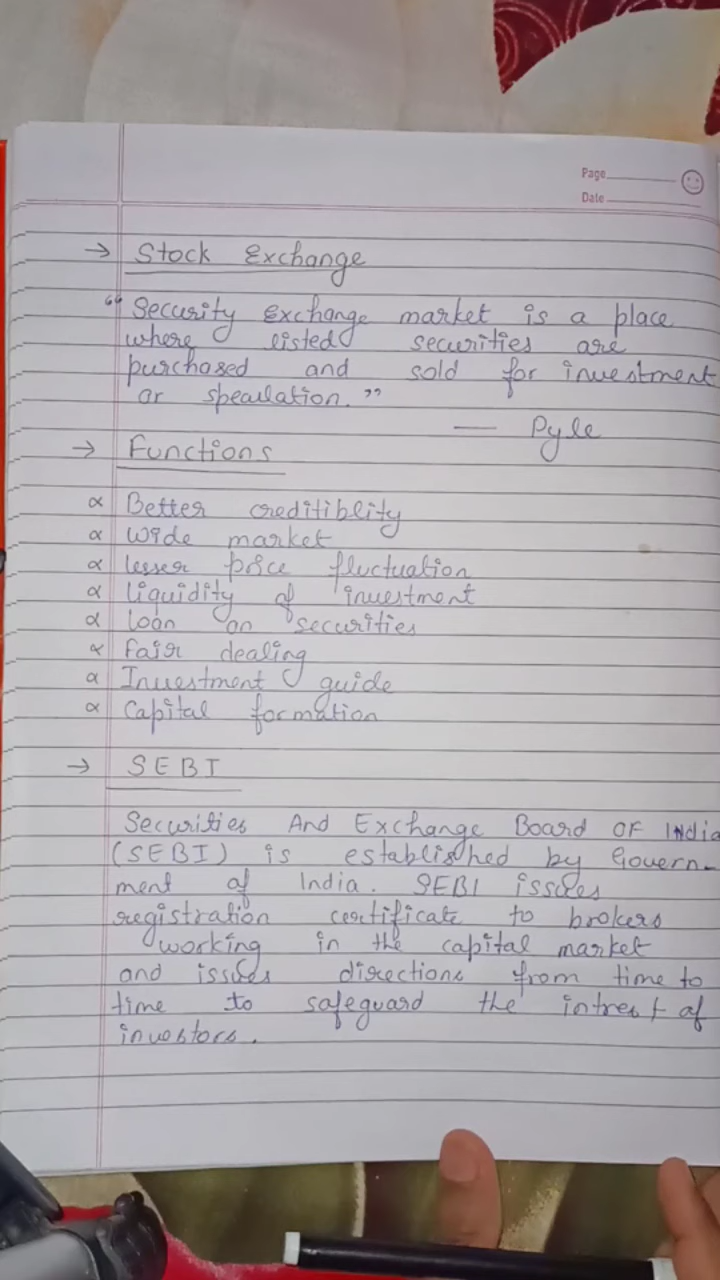 Page
Date
→ Stock Exchange
“ Security Exchange market is a place
where listed securities are
purchased and sold for investment
or speculation. ”
— Pyle
→ Functions
∝ Better creditiblity
∝ Wide market
∝ lesser price fluctuation
∝ liquidity of investment
∝ loan on securities
∝ Fair dealing
∝ Investment guide
∝ Capital formation
→ SEBI
Securities And Exchange Board OF India
(SEBI) is established by Govern-
ment of India. SEBI issues
registration certificate to brokers
working in the capital market
and issues directions from time to
time to safeguard the intrest of
investors.